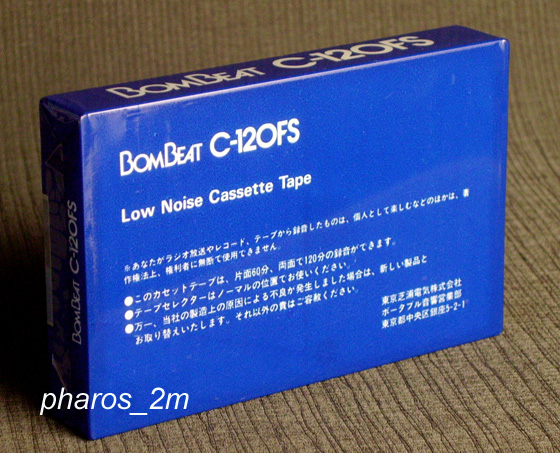 BOMBEAT C-120FS
BOMBEAT C-120FS
BOMBEAT C-120FS
Low Noise Cassette Tape
※あなたがラジオ放送やレコード、テープから録音したものは、個人として楽しむなどのほかは、著
作権法上、権利者に無断で使用できません。
●このカセットテープは、片面60分、両面で120分の録音ができます。
●テープセレクターはノーマルの位置でお使いください。
●万一、当社の製造上の原因による不良が発生しました場合は、新しい製品と
お取り替えいたします。それ以外の責はご容赦ください。
東京芝浦電気株式会社
ポータブル音響営業部
東京都中央区銀座5-2-1
pharos_2m